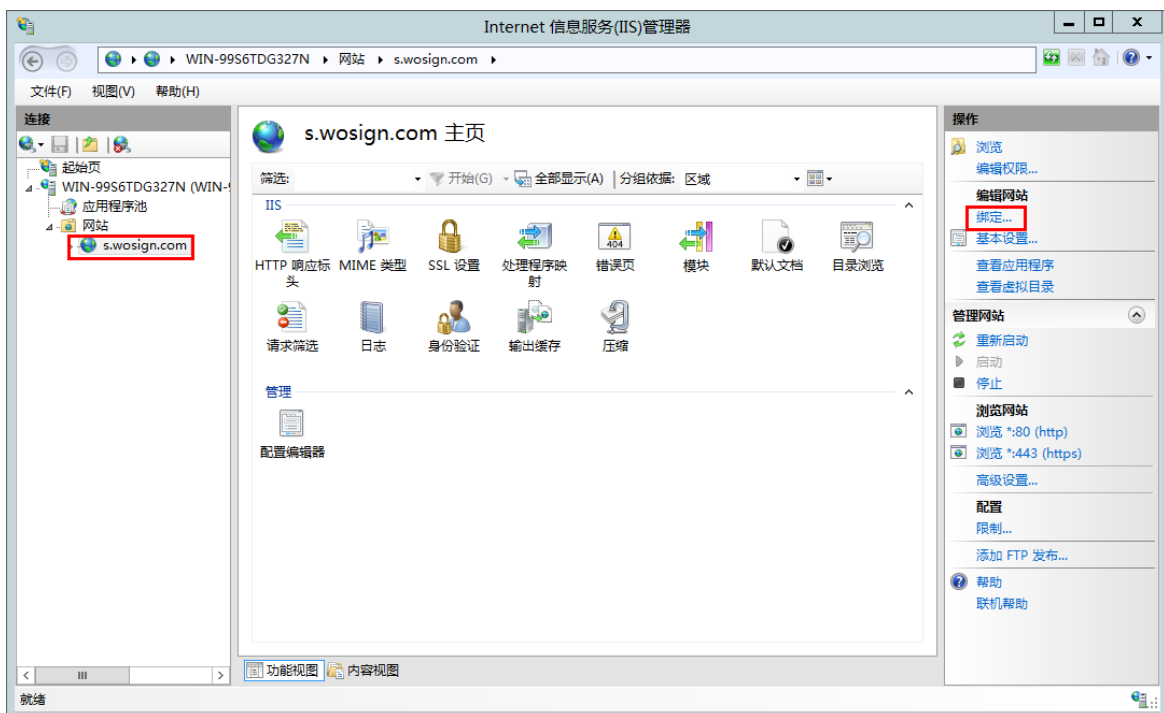 Internet 信息服务(IIS)管理器
WIN-99S6TDG327N 网站 s.wosign.com
文件(F) 视图(V) 帮助(H)
连接
起始页
WIN-99S6TDG327N (WIN-
应用程序池
网站
s.wosign.com
s.wosign.com 主页
筛选: 开始(G) 全部显示(A) 分组依据: 区域
IIS
HTTP 响应标头 MIME 类型 SSL 设置 处理程序映射 错误页 模块 默认文档 目录浏览
404
请求筛选 日志 身份验证 输出缓存 压缩
管理
配置编辑器
功能视图 内容视图
操作
浏览
编辑权限...
编辑网站
绑定...
基本设置...
查看应用程序
查看虚拟目录
管理网站
重新启动
启动
停止
浏览网站
浏览 *:80 (http)
浏览 *:443 (https)
高级设置...
配置
限制...
添加 FTP 发布...
帮助
联机帮助
就绪